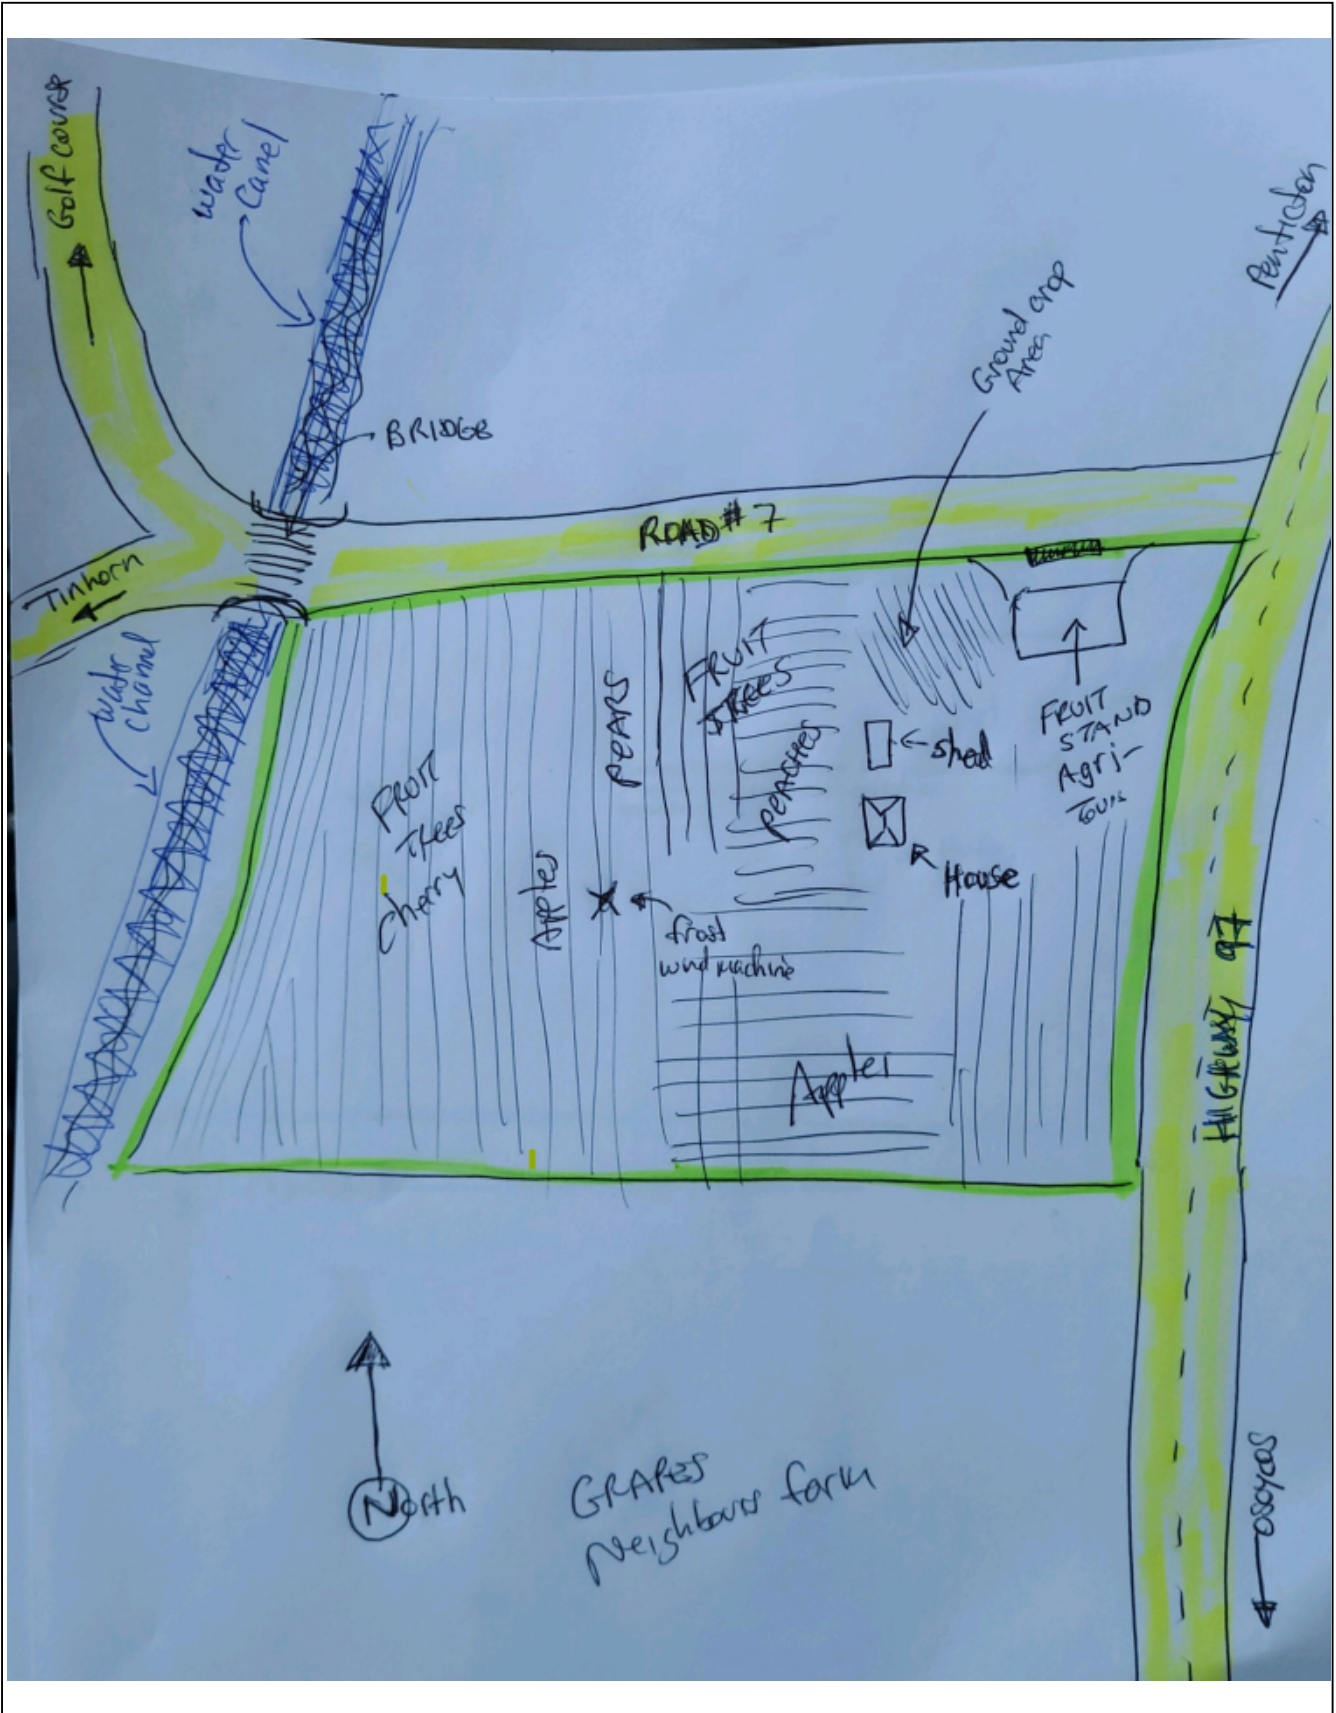 Golf course
water
Canel
Penticton
Ground crop
Area
BRIDGE
ROAD # 7
Tinhorn
water
channel
FRUIT
TREES
PEARS
PEACHES
shed
FRUIT
STAND
Agri-
Tours
House
FRUIT
Trees
cherry
Apples
frost
wind machine
HIGHWAY 97
Apples
North
GRAPES
Neighbours farm
OSOYOOS